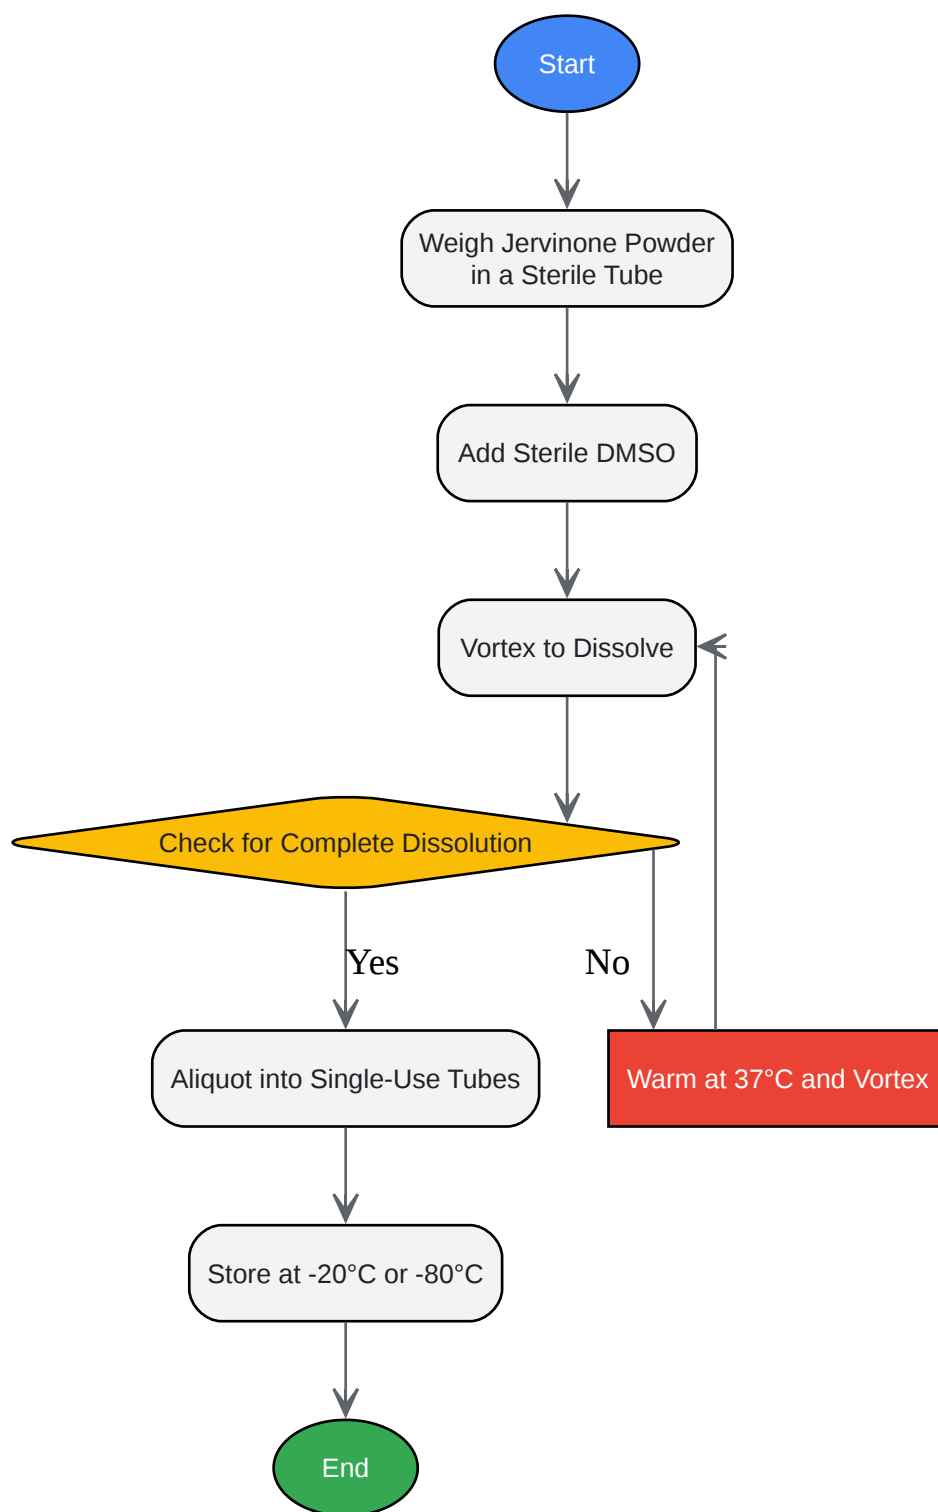 Start
Weigh Jervinone Powder
in a Sterile Tube
Add Sterile DMSO
Vortex to Dissolve
Check for Complete Dissolution
Yes
No
Aliquot into Single-Use Tubes
Warm at 37°C and Vortex
Store at -20°C or -80°C
End